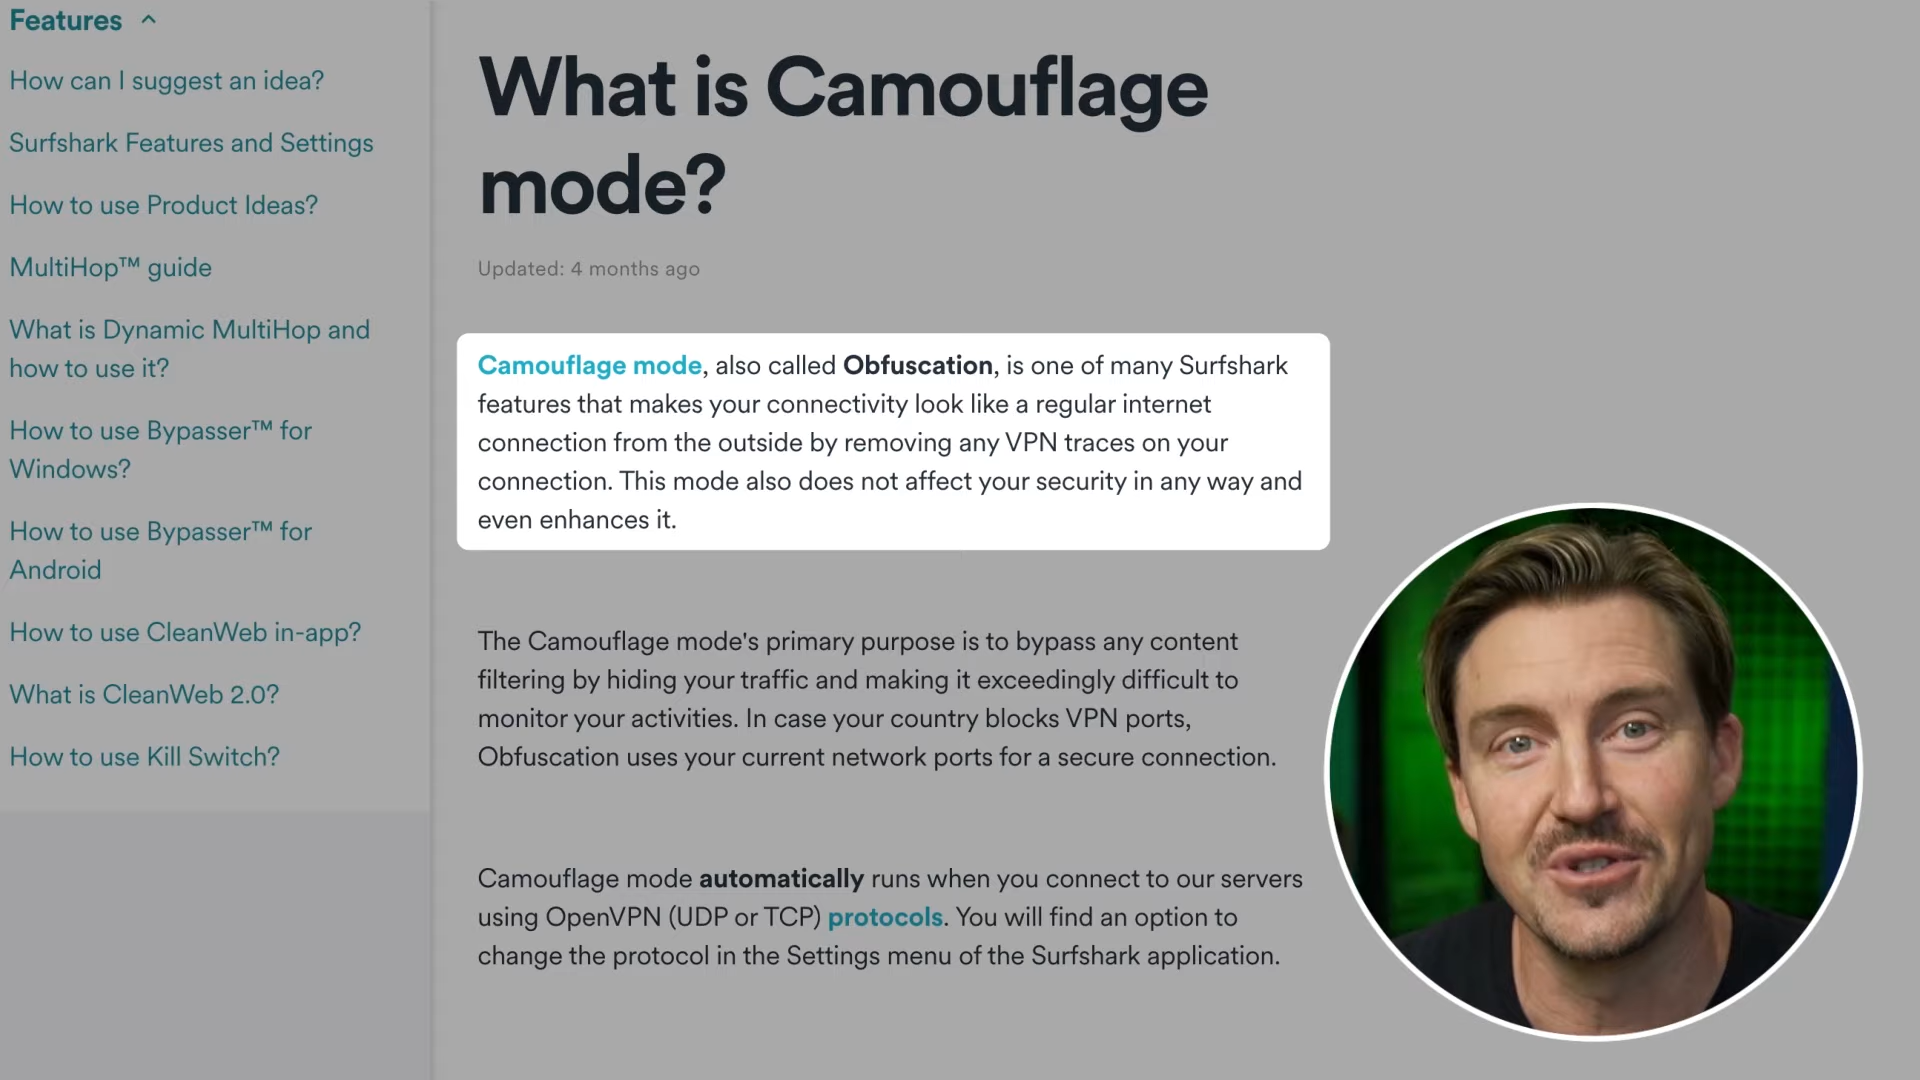 Features
How can I suggest an idea?
Surfshark Features and Settings
How to use Product Ideas?
MultiHop™ guide
What is Dynamic MultiHop and
how to use it?
How to use Bypasser™ for
Windows?
How to use Bypasser™ for
Android
How to use CleanWeb in-app?
What is CleanWeb 2.0?
How to use Kill Switch?
What is Camouflage
mode?
Updated: 4 months ago
Camouflage mode, also called Obfuscation, is one of many Surfshark
features that makes your connectivity look like a regular internet
connection from the outside by removing any VPN traces on your
connection. This mode also does not affect your security in any way and
even enhances it.
The Camouflage mode's primary purpose is to bypass any content
filtering by hiding your traffic and making it exceedingly difficult to
monitor your activities. In case your country blocks VPN ports,
Obfuscation uses your current network ports for a secure connection.
Camouflage mode automatically runs when you connect to our servers
using OpenVPN (UDP or TCP) protocols. You will find an option to
change the protocol in the Settings menu of the Surfshark application.